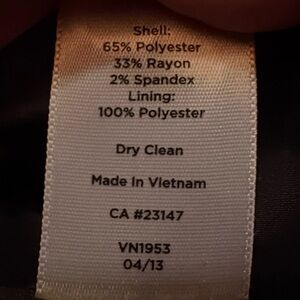 Shell:
65% Polyester
33% Rayon
2% Spandex
Lining:
100% Polyester
Dry Clean
Made In Vietnam
CA #23147
VN1953
04/13